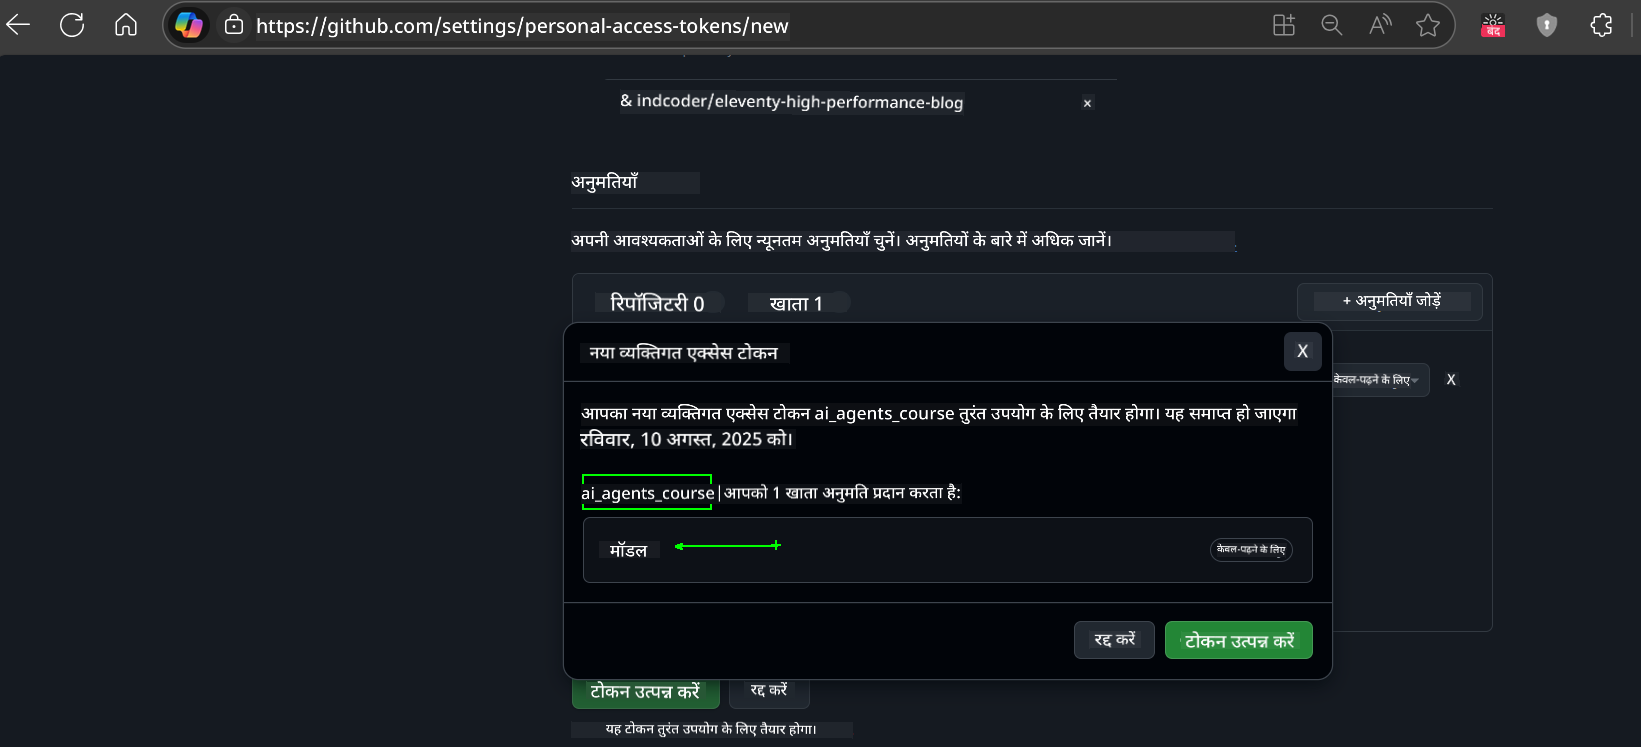 https://github.com/settings/personal-access-tokens/new
बंद
& indcoder/eleventy-high-performance-blog x
अनुमतियाँ
अपनी आवश्यकताओं के लिए न्यूनतम अनुमतियाँ चुनें। अनुमतियों के बारे में अधिक जानें।
रिपॉजिटरी 0 खाता 1 + अनुमतियाँ जोड़ें
नया व्यक्तिगत एक्सेस टोकन X
केवल-पढ़ने के लिए X
आपका नया व्यक्तिगत एक्सेस टोकन ai_agents_course तुरंत उपयोग के लिए तैयार होगा। यह समाप्त हो जाएगा
रविवार, 10 अगस्त, 2025 को।
ai_agents_course|आपको 1 खाता अनुमति प्रदान करता है:
मॉडल केवल-पढ़ने के लिए
रद्द करें टोकन उत्पन्न करें
टोकन उत्पन्न करें रद्द करें
यह टोकन तुरंत उपयोग के लिए तैयार होगा।